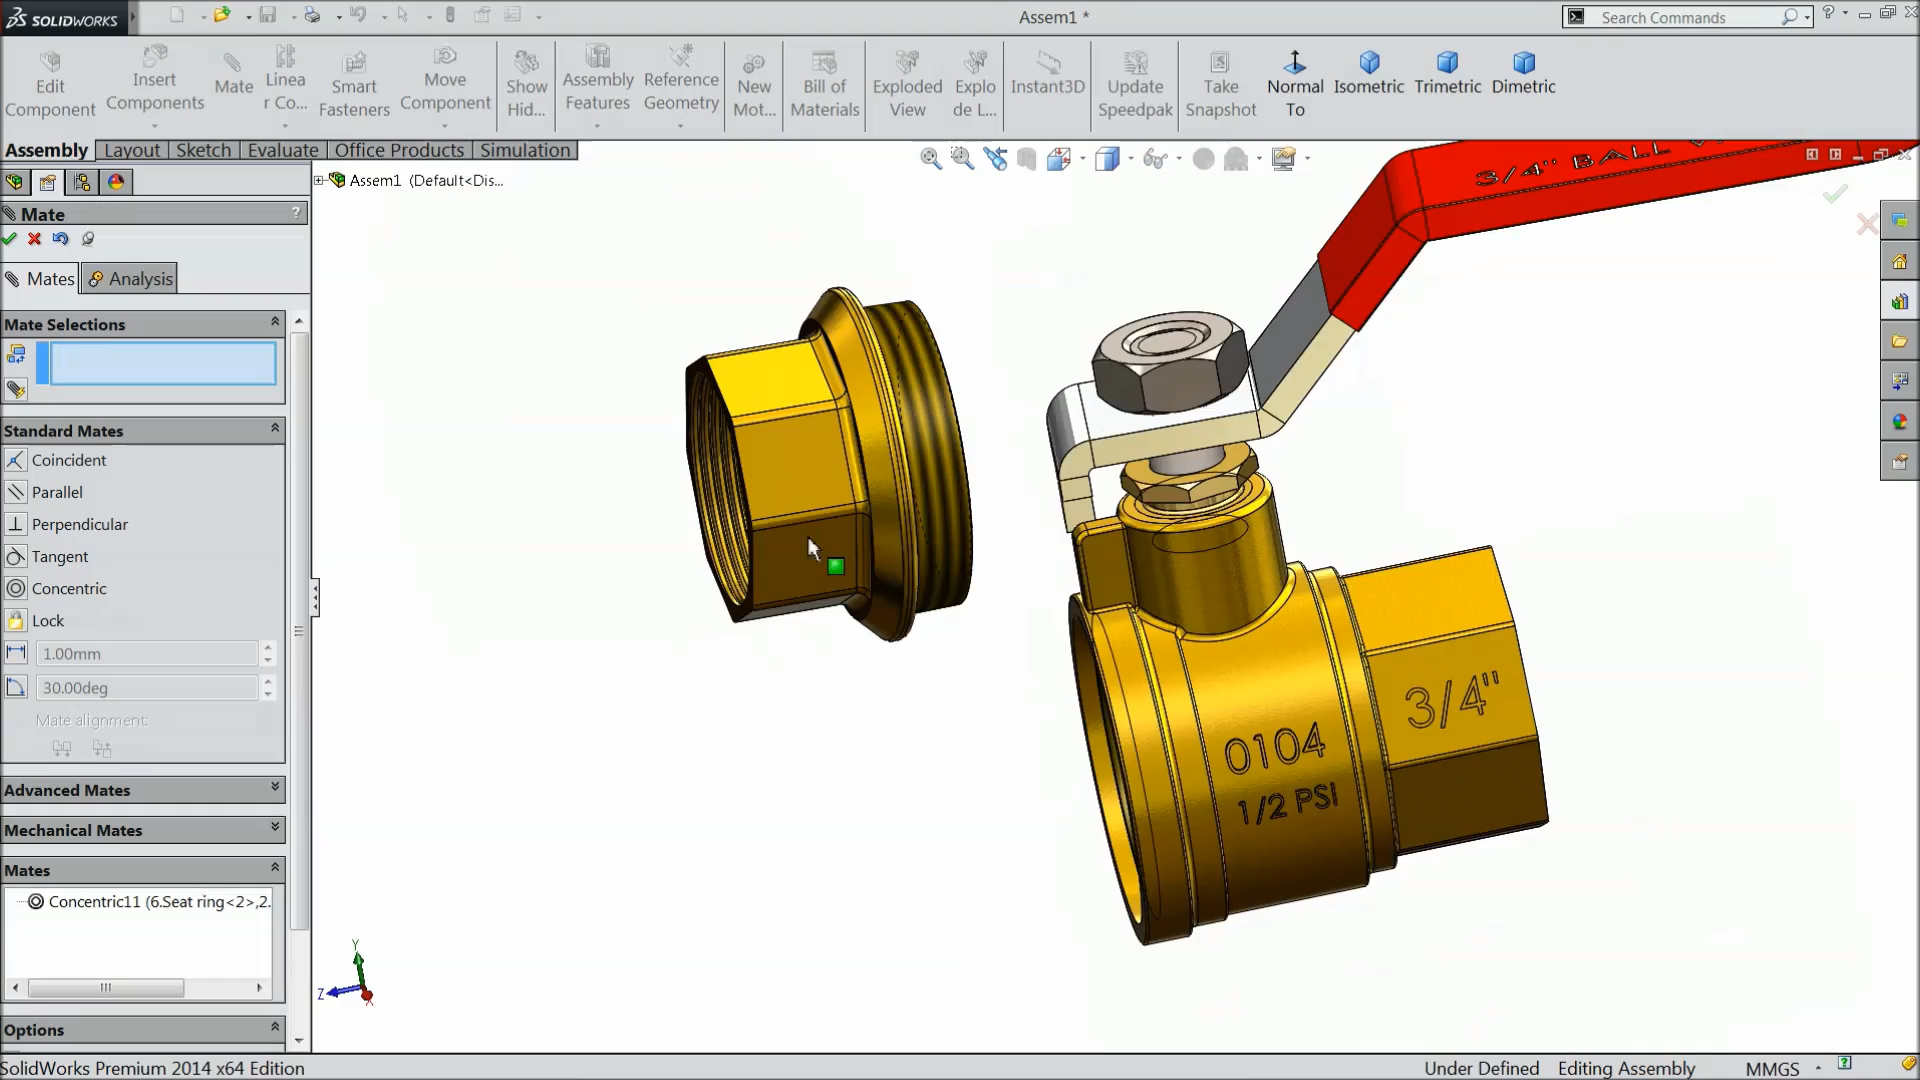 SOLIDWORKS
Assem1 *
Search Commands
Edit Component
Insert Components
Mate
Linea r Co...
Smart Fasteners
Move Component
Show Hid...
Assembly Features
Reference Geometry
New Mot...
Bill of Materials
Exploded View
Explo de L...
Instant3D
Update Speedpak
Take Snapshot
Normal To
Isometric
Trimetric
Dimetric
Assembly Layout Sketch Evaluate Office Products Simulation
Assem1 (Default<Dis...
Mate ?
Mates Analysis
Mate Selections
Standard Mates
Coincident
Parallel
Perpendicular
Tangent
Concentric
Lock
1.00mm
30.00deg
Mate alignment:
Advanced Mates
Mechanical Mates
Mates
Concentric11 (6.Seat ring<2>,2.
Options
3/4" BALL V
3/4"
0104
1/2 PSI
Y
Z
X
SolidWorks Premium 2014 x64 Edition
Under Defined Editing Assembly MMGS